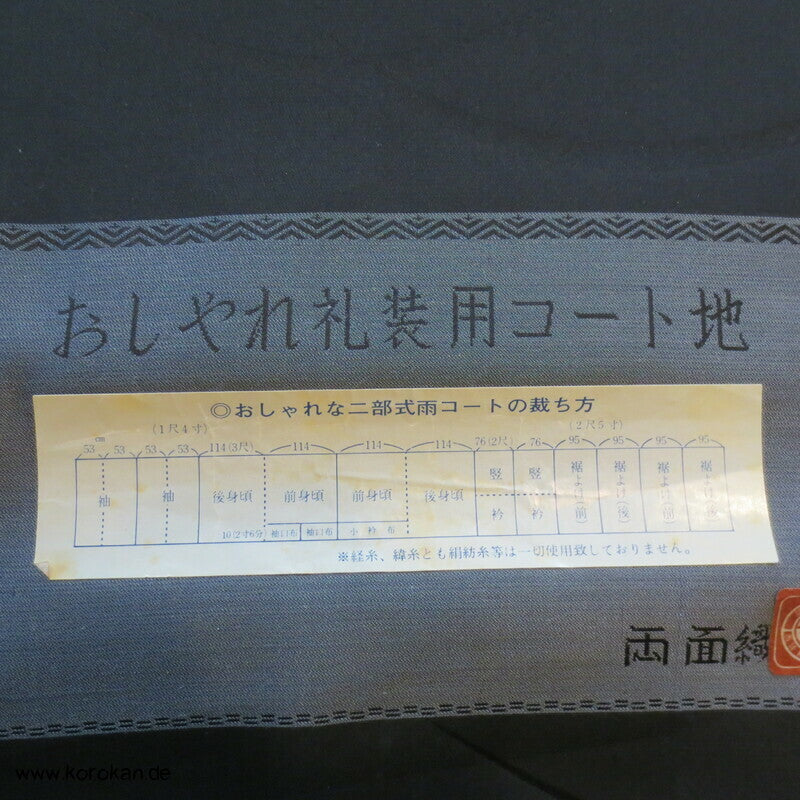 おしゃれ礼装用コート地
◎おしゃれな二部式雨コートの裁ち方
(1尺4寸) (2尺5寸)
cm
53 53 53 53 114(3尺) 114 114 114 76(2尺) 76 95 95 95 95
袖 袖 後身頃 前身頃 前身頃 後身頃 竪衿 竪衿 裾よけ(前) 裾よけ(後) 裾よけ(前) 裾よけ(後)
10(2寸6分) 袖口布 袖口布 小衿布
※経糸、緯糸とも絹紡糸等は一切使用致しておりません。
両面織
www.korokan.de